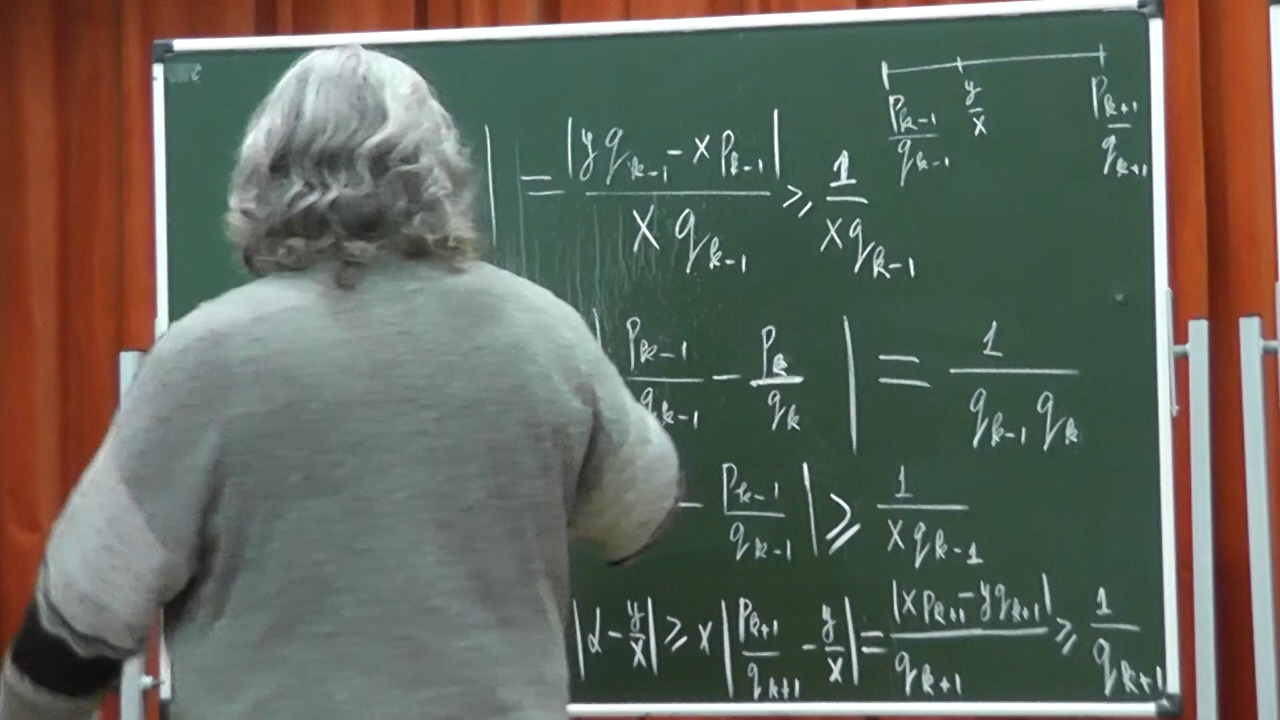 | = |y q_{k-1} - x p_{k-1}| / x q_{k-1} ⩾ 1 / x q_{k-1}
p_{k-1}/q_{k-1} y/x p_{k+1}/q_{k+1}
| p_{k-1}/q_{k-1} - p_k/q_k | = 1 / q_{k-1} q_k
- p_{k-1}/q_{k-1} | ⩾ 1 / x q_{k-1}
|α - y/x| ⩾ x | p_{k+1}/q_{k+1} - y/x | = |x p_{k+1} - y q_{k+1}| / q_{k+1} ⩾ 1 / q_{k+1}